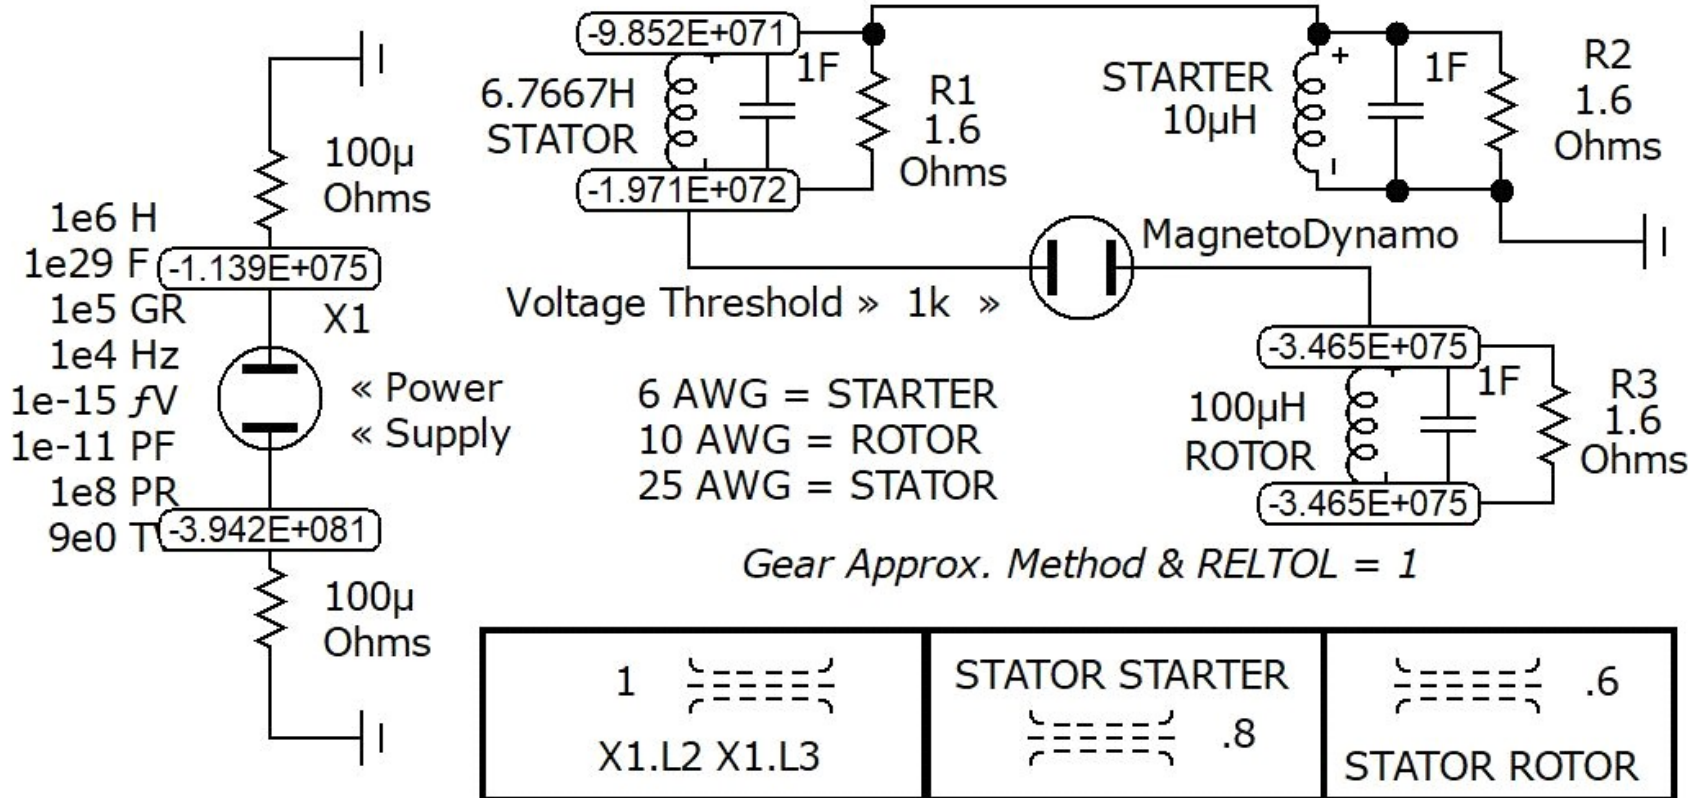 100µ
Ohms
1e6 H
1e29 F
-1.139E+075
1e5 GR
X1
1e4 Hz
1e-15 ƒV
« Power
1e-11 PF
« Supply
1e8 PR
9e0 T
-3.942E+081
100µ
Ohms
-9.852E+071
1F
6.7667H
STATOR
R1
1.6
Ohms
-1.971E+072
STARTER
10µH
+
1F
R2
1.6
Ohms
MagnetoDynamo
Voltage Threshold » 1k »
-3.465E+075
1F
100µH
ROTOR
R3
1.6
Ohms
-3.465E+075
6 AWG = STARTER
10 AWG = ROTOR
25 AWG = STATOR
Gear Approx. Method & RELTOL = 1
1
X1.L2 X1.L3
STATOR STARTER
.8
.6
STATOR ROTOR